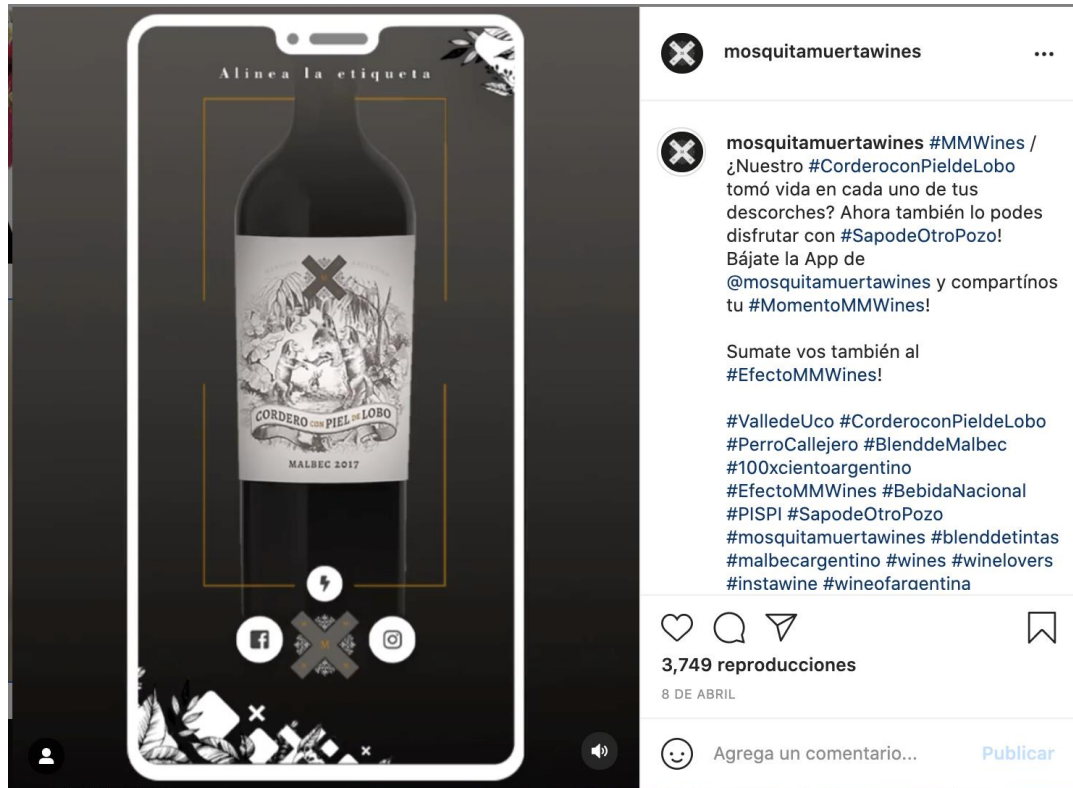 Alinea la etiqueta
M
CORDERO CON PIEL DE LOBO
MALBEC 2017
M
mosquitamuertawines
mosquitamuertawines #MMWines /
¿Nuestro #CorderoconPieldeLobo
tomó vida en cada uno de tus
descorches? Ahora también lo podes
disfrutar con #SapodeOtroPozo!
Bájate la App de
@mosquitamuertawines y compartínos
tu #MomentoMMWines!
Sumate vos también al
#EfectoMMWines!
#ValledeUco #CorderoconPieldeLobo
#PerroCallejero #BlenddeMalbec
#100xcientoargentino
#EfectoMMWines #BebidaNacional
#PISPI #SapodeOtroPozo
#mosquitamuertawines #blenddetintas
#malbecargentino #wines #winelovers
#instawine #wineofargentina
3,749 reproducciones
8 DE ABRIL
Agrega un comentario...
Publicar